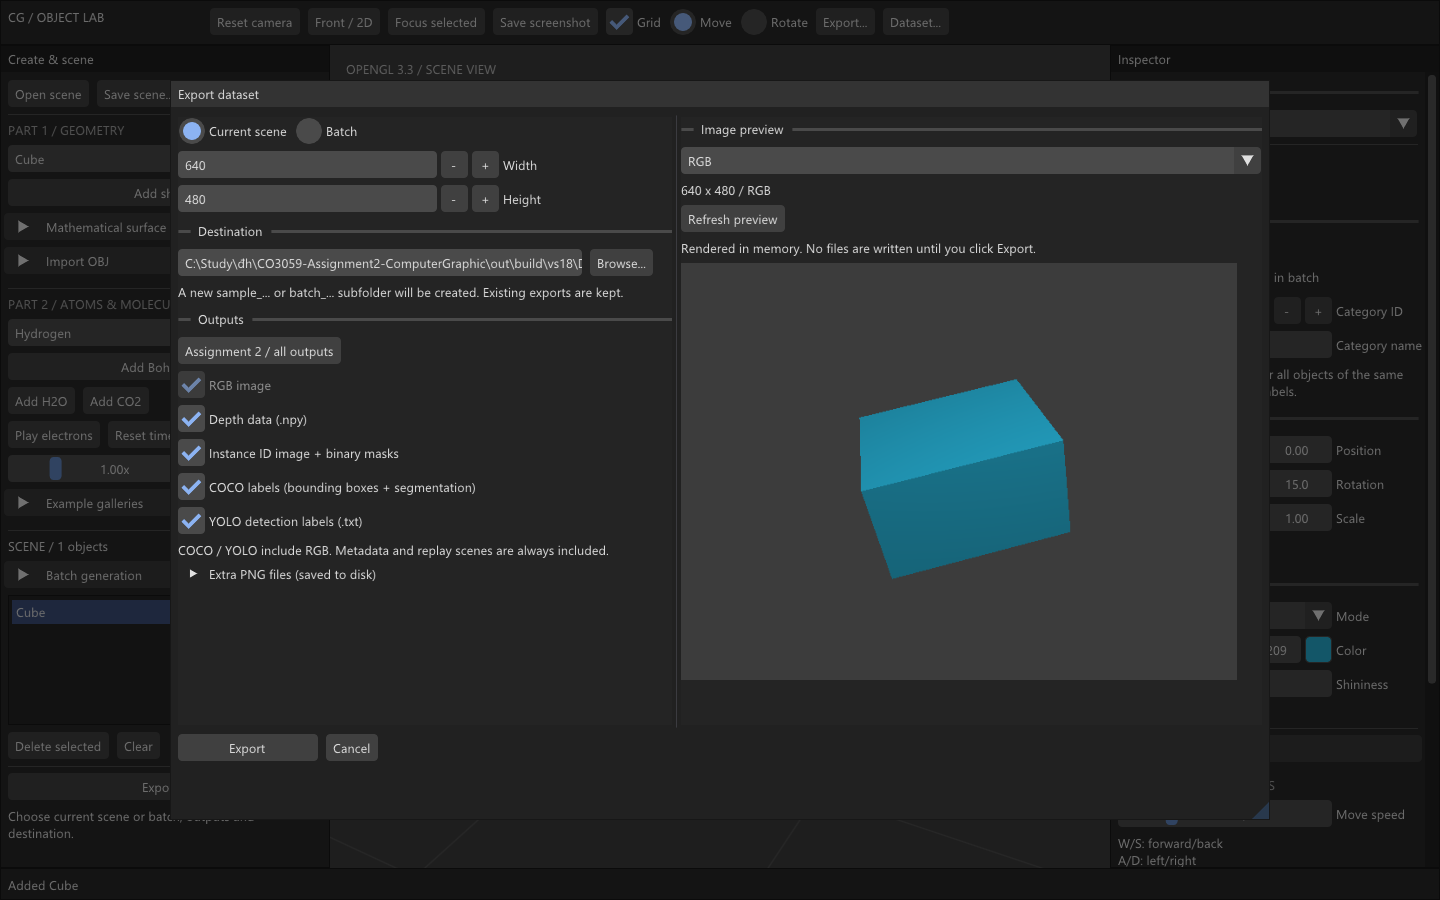 CG / OBJECT LAB
Reset camera
Front / 2D
Focus selected
Save screenshot
Grid
Move
Rotate
Export...
Dataset...
Create & scene
Open scene
Save scene...
PART 1 / GEOMETRY
Cube
Add sh
Mathematical surface
Import OBJ
PART 2 / ATOMS & MOLECU
Hydrogen
Add Boh
Add H2O
Add CO2
Play electrons
Reset time
1.00x
Example galleries
SCENE / 1 objects
Batch generation
Cube
Delete selected
Clear
Expo
Choose current scene or batch, outputs and
destination.
OPENGL 3.3 / SCENE VIEW
Export dataset
Current scene
Batch
640
-
+
Width
480
-
+
Height
Destination
C:\Study\đh\CO3059-Assignment2-ComputerGraphic\out\build\vs18\D
Browse...
A new sample_... or batch_... subfolder will be created. Existing exports are kept.
Outputs
Assignment 2 / all outputs
RGB image
Depth data (.npy)
Instance ID image + binary masks
COCO labels (bounding boxes + segmentation)
YOLO detection labels (.txt)
COCO / YOLO include RGB. Metadata and replay scenes are always included.
Extra PNG files (saved to disk)
Export
Cancel
Image preview
RGB
640 x 480 / RGB
Refresh preview
Rendered in memory. No files are written until you click Export.
Inspector
in batch
-
+
Category ID
Category name
r all objects of the same
bels.
0.00
Position
15.0
Rotation
1.00
Scale
Mode
209
Color
Shininess
S
Move speed
W/S: forward/back
A/D: left/right
Added Cube